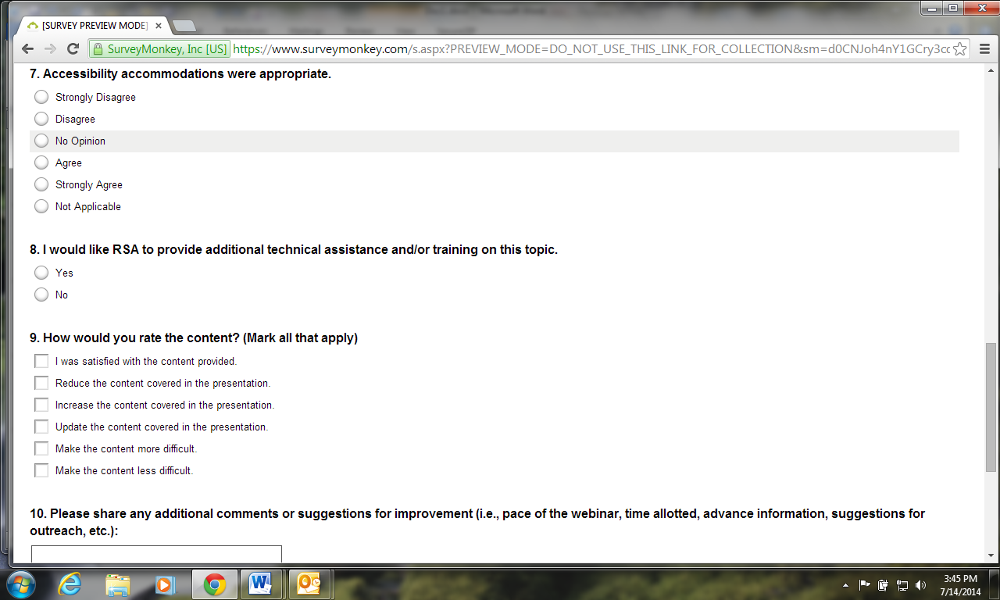 [SURVEY PREVIEW MODE]
SurveyMonkey, Inc [US] https://www.surveymonkey.com/s.aspx?PREVIEW_MODE=DO_NOT_USE_THIS_LINK_FOR_COLLECTION&sm=d0CNJoh4nY1GCry3cc
7. Accessibility accommodations were appropriate.
Strongly Disagree
Disagree
No Opinion
Agree
Strongly Agree
Not Applicable
8. I would like RSA to provide additional technical assistance and/or training on this topic.
Yes
No
9. How would you rate the content? (Mark all that apply)
I was satisfied with the content provided.
Reduce the content covered in the presentation.
Increase the content covered in the presentation.
Update the content covered in the presentation.
Make the content more difficult.
Make the content less difficult.
10. Please share any additional comments or suggestions for improvement (i.e., pace of the webinar, time allotted, advance information, suggestions for
outreach, etc.):
3:45 PM
7/14/2014